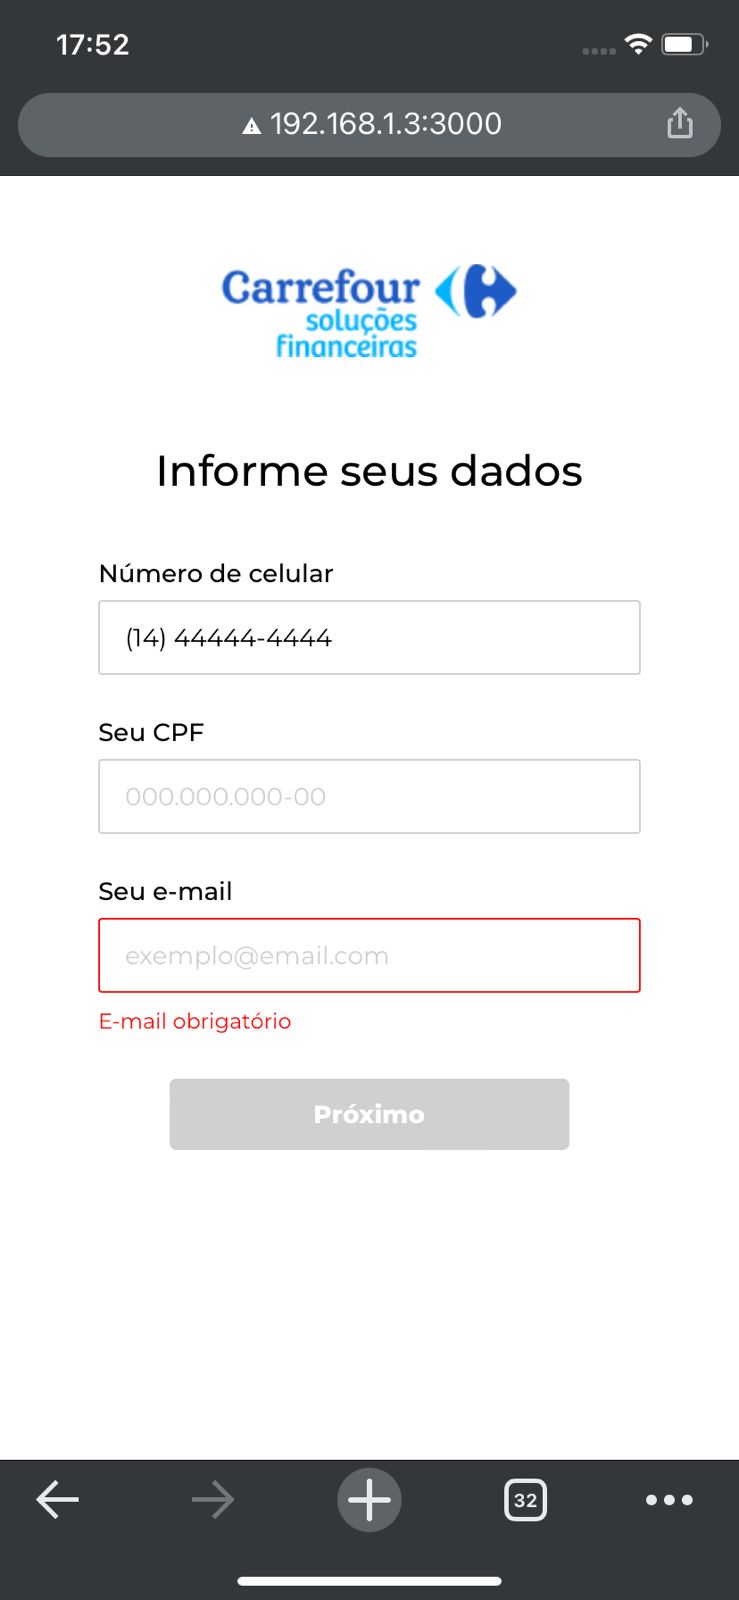 17:52
192.168.1.3:3000
Carrefour
soluções
financeiras
Informe seus dados
Número de celular
(14) 44444-4444
Seu CPF
000.000.000-00
Seu e-mail
exemplo@email.com
E-mail obrigatório
Próximo
32